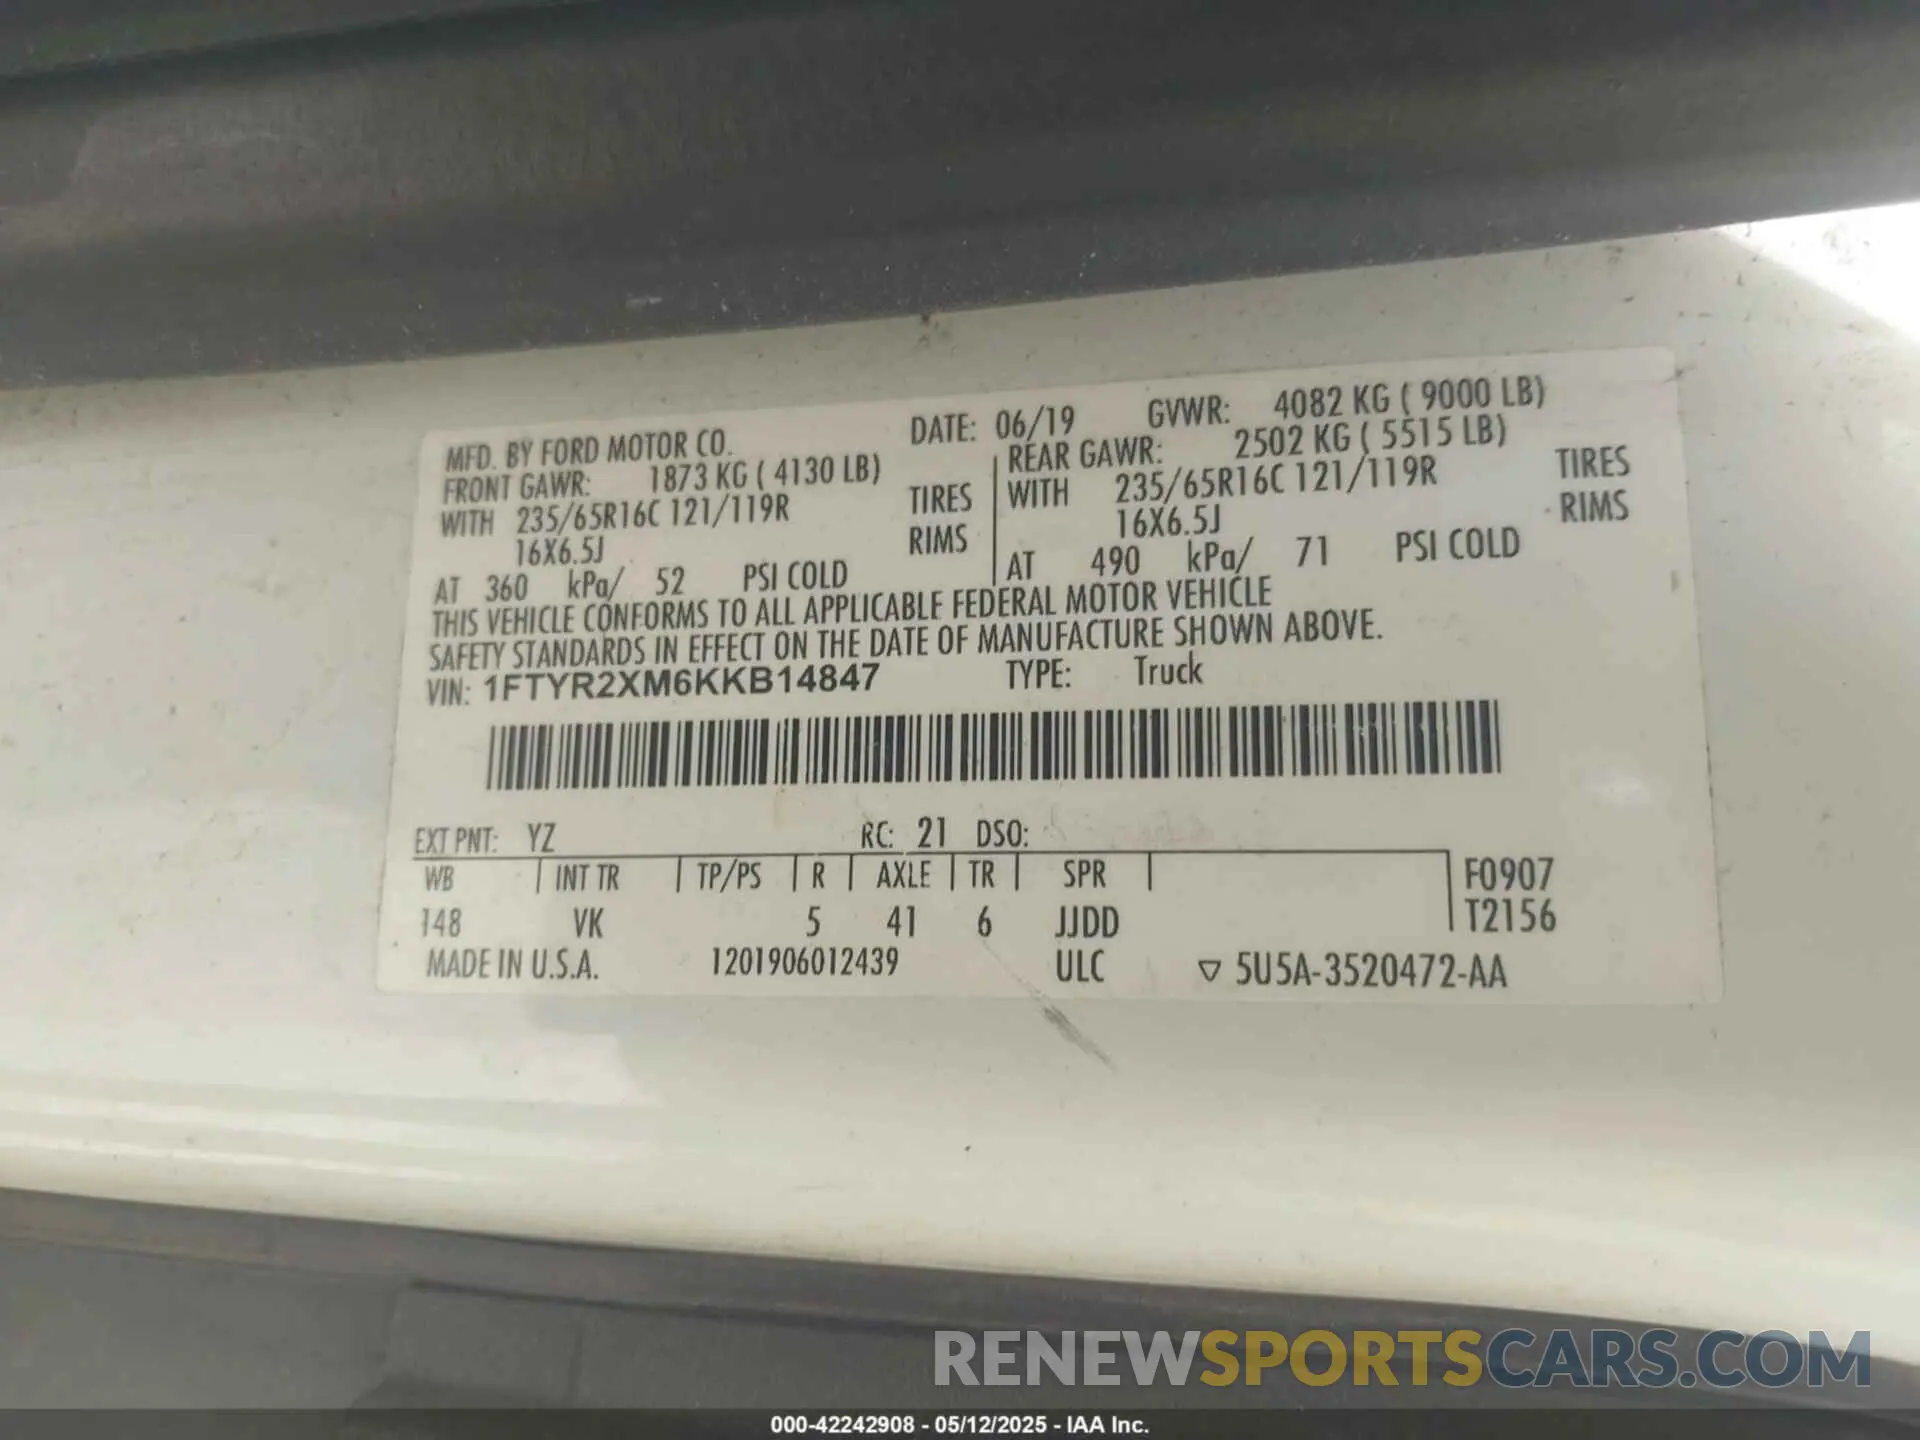 MFD. BY FORD MOTOR CO. DATE: 06/19 GVWR: 4082 KG ( 9000 LB)
FRONT GAWR: 1873 KG ( 4130 LB) REAR GAWR: 2502 KG ( 5515 LB)
WITH 235/65R16C 121/119R TIRES WITH 235/65R16C 121/119R TIRES
16X6.5J RIMS 16X6.5J RIMS
AT 360 kPa/ 52 PSI COLD AT 490 kPa/ 71 PSI COLD
THIS VEHICLE CONFORMS TO ALL APPLICABLE FEDERAL MOTOR VEHICLE
SAFETY STANDARDS IN EFFECT ON THE DATE OF MANUFACTURE SHOWN ABOVE.
VIN: 1FTYR2XM6KKB14847 TYPE: Truck
EXT PNT: YZ RC: 21 DSO:
WB INT TR TP/PS R AXLE TR SPR F0907
148 VK 5 41 6 JJDD T2156
MADE IN U.S.A. 1201906012439 ULC ▽ 5U5A-3520472-AA
RENEWSPORTSCARS.COM
000-42242908 - 05/12/2025 - IAA Inc.